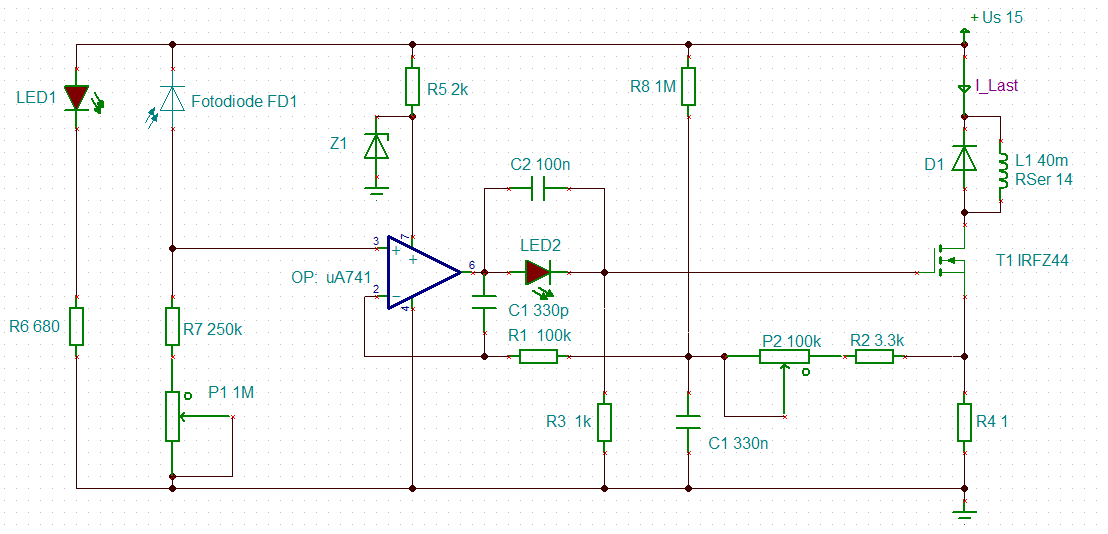 + Us 15
LED1
Fotodiode FD1
R5 2k
R8 1M
I_Last
Z1
C2 100n
D1
L1 40m
RSer 14
3
7
+
+
6
LED2
OP: uA741
T1 IRFZ44
2
−
4
C1 330p
R6 680
R7 250k
R1 100k
P2 100k
R2 3.3k
P1 1M
R3 1k
C1 330n
R4 1